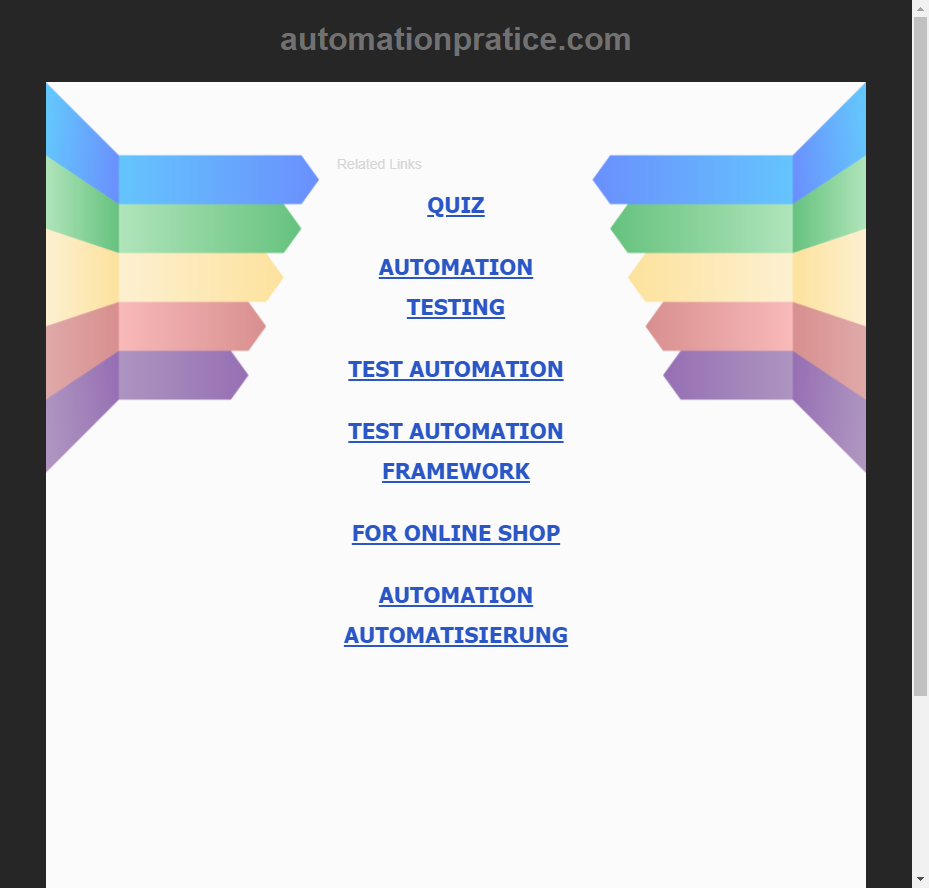 automationpratice.com
Related Links
QUIZ
AUTOMATION
TESTING
TEST AUTOMATION
TEST AUTOMATION
FRAMEWORK
FOR ONLINE SHOP
AUTOMATION
AUTOMATISIERUNG